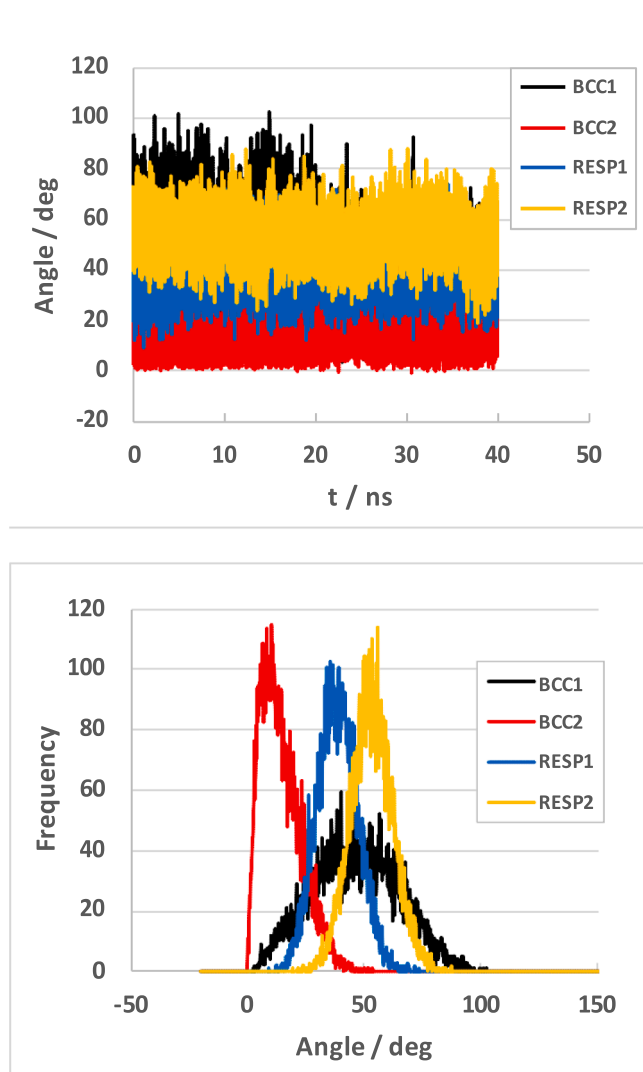 120
100
80
60
40
20
0
-20
Angle / deg
0 10 20 30 40 50
t / ns
BCC1
BCC2
RESP1
RESP2
120
100
80
60
40
20
0
Frequency
-50 0 50 100 150
Angle / deg
BCC1
BCC2
RESP1
RESP2